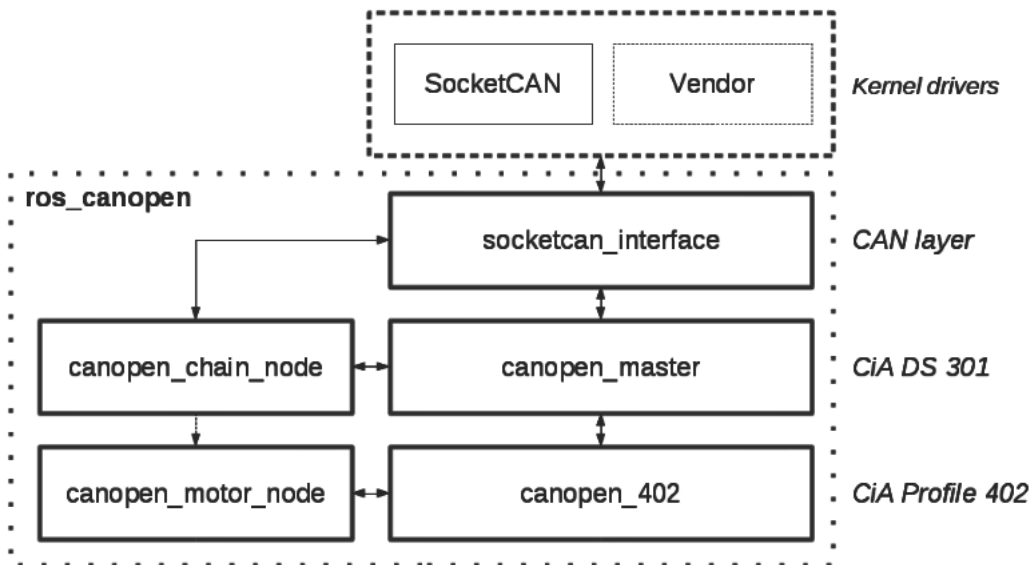 SocketCAN
Vendor
Kernel drivers
ros_canopen
socketcan_interface
CAN layer
canopen_chain_node
canopen_master
CiA DS 301
canopen_motor_node
canopen_402
CiA Profile 402